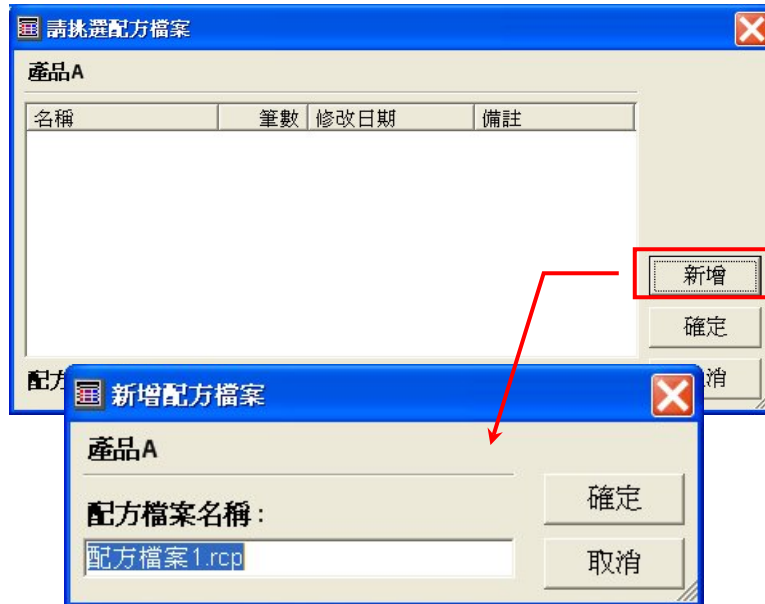 請挑選配方檔案
產品A
名稱 筆數 修改日期 備註
新增
確定
消
配方
新增配方檔案
產品A
配方檔案名稱：
配方檔案1.rcp
確定
取消